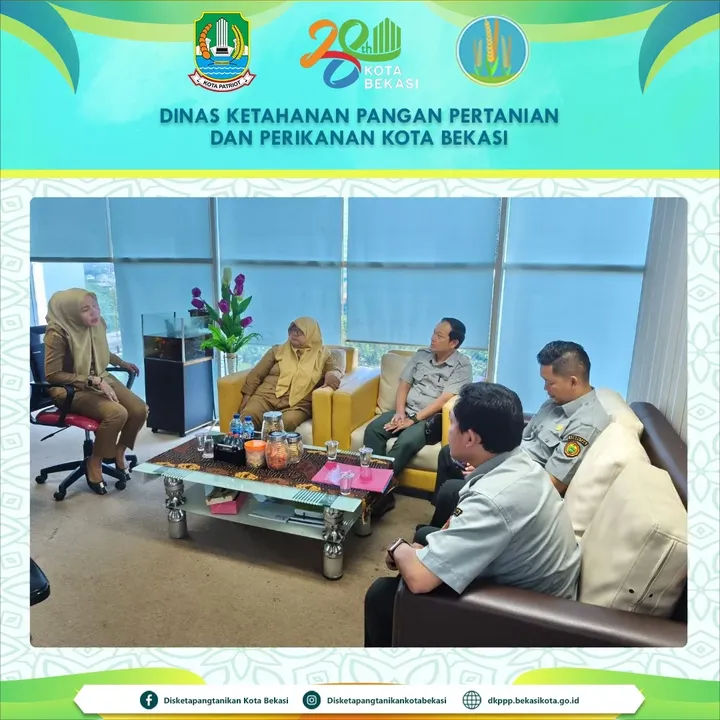 KOTA PATRIOT
28th
KOTA
BEKASI
DINAS KETAHANAN PANGAN PERTANIAN
DAN PERIKANAN KOTA BEKASI
Disketapangtanikan Kota Bekasi
Disketapangtanikankotabekasi
dkppp.bekasikota.go.id